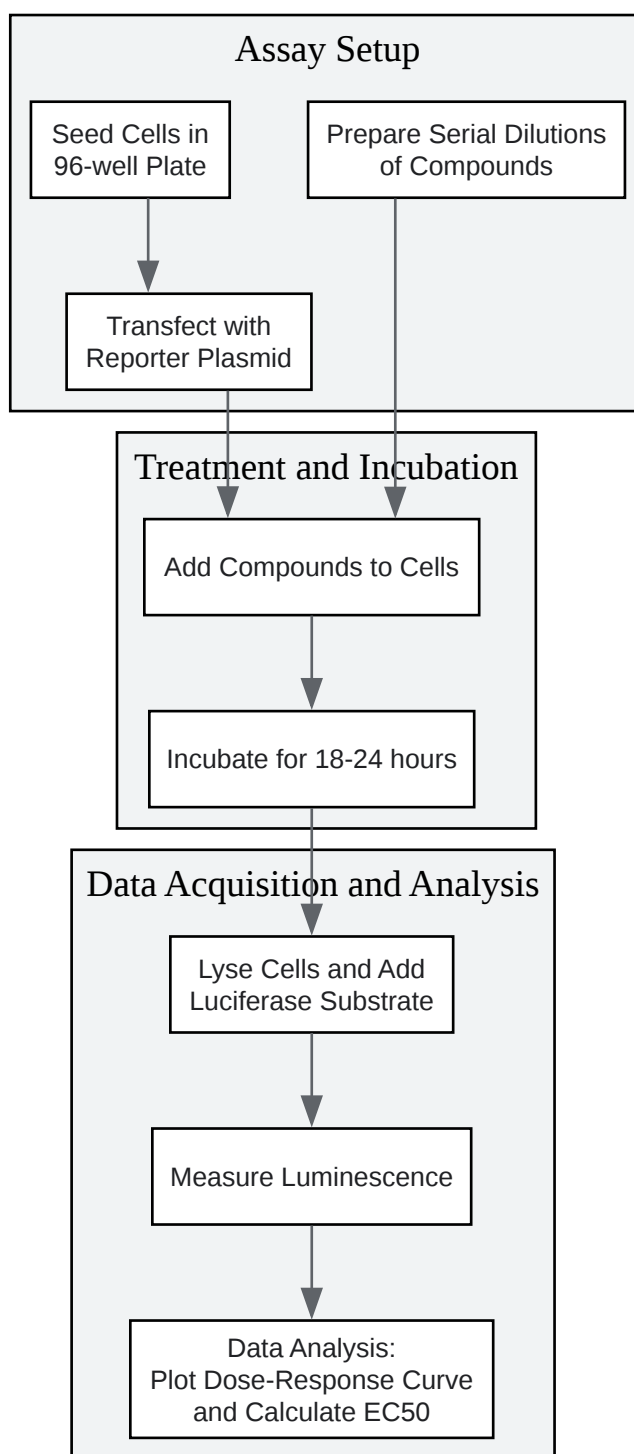 Assay Setup
Seed Cells in
96-well Plate
Prepare Serial Dilutions
of Compounds
Transfect with
Reporter Plasmid
Treatment and Incubation
Add Compounds to Cells
Incubate for 18-24 hours
Data Acquisition and Analysis
Lyse Cells and Add
Luciferase Substrate
Measure Luminescence
Data Analysis:
Plot Dose-Response Curve
and Calculate EC50